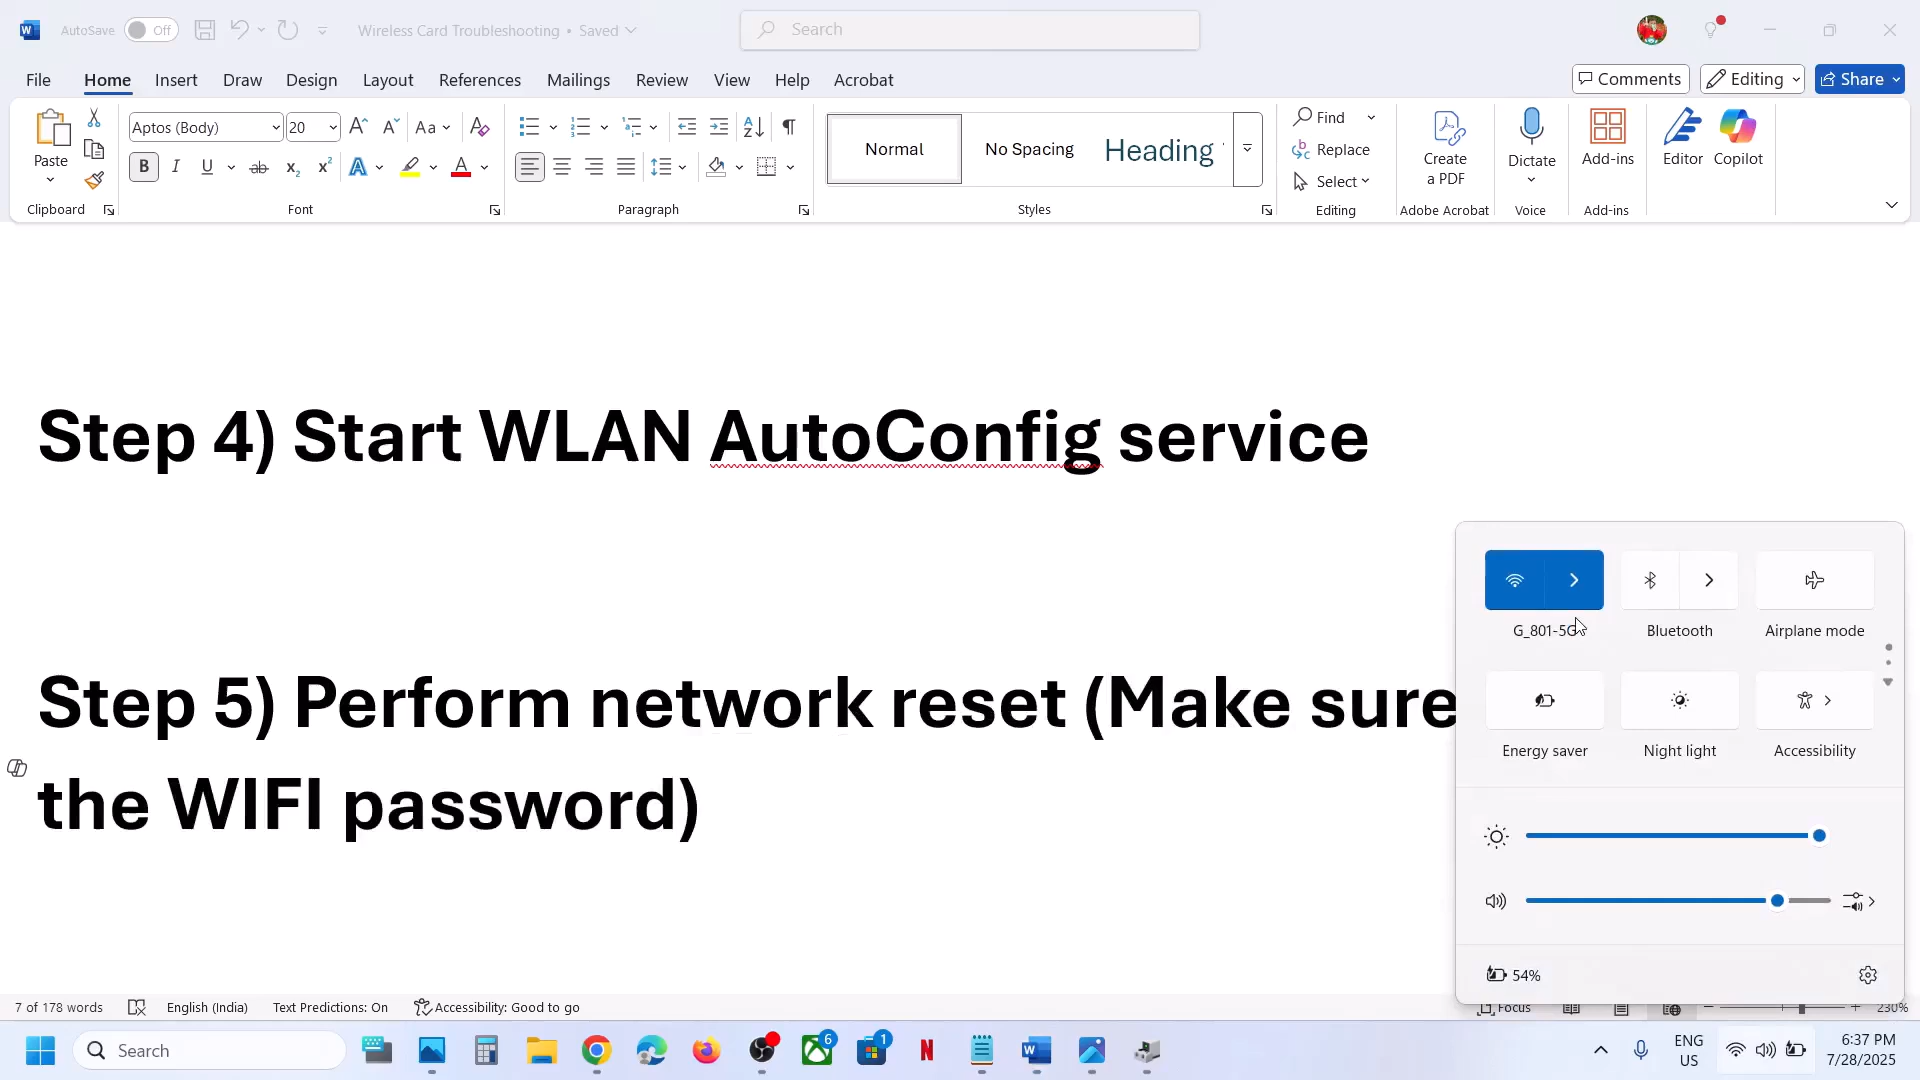 AutoSave
Off
Wireless Card Troubleshooting • Saved
Search
File
Home
Insert
Draw
Design
Layout
References
Mailings
Review
View
Help
Acrobat
Comments
Editing
Share
Paste
Clipboard
Aptos (Body)
20
Font
Paragraph
Normal
No Spacing
Heading
Styles
Find
Replace
Select
Editing
Create
a PDF
Adobe Acrobat
Dictate
Voice
Add-ins
Add-ins
Editor
Copilot
Step 4) Start WLAN AutoConfig service
Step 5) Perform network reset (Make sure
the WIFI password)
G_801-5G
Bluetooth
Airplane mode
Energy saver
Night light
Accessibility
54%
7 of 178 words
English (India)
Text Predictions: On
Accessibility: Good to go
Focus
230%
Search
6
1
ENG
US
6:37 PM
7/28/2025